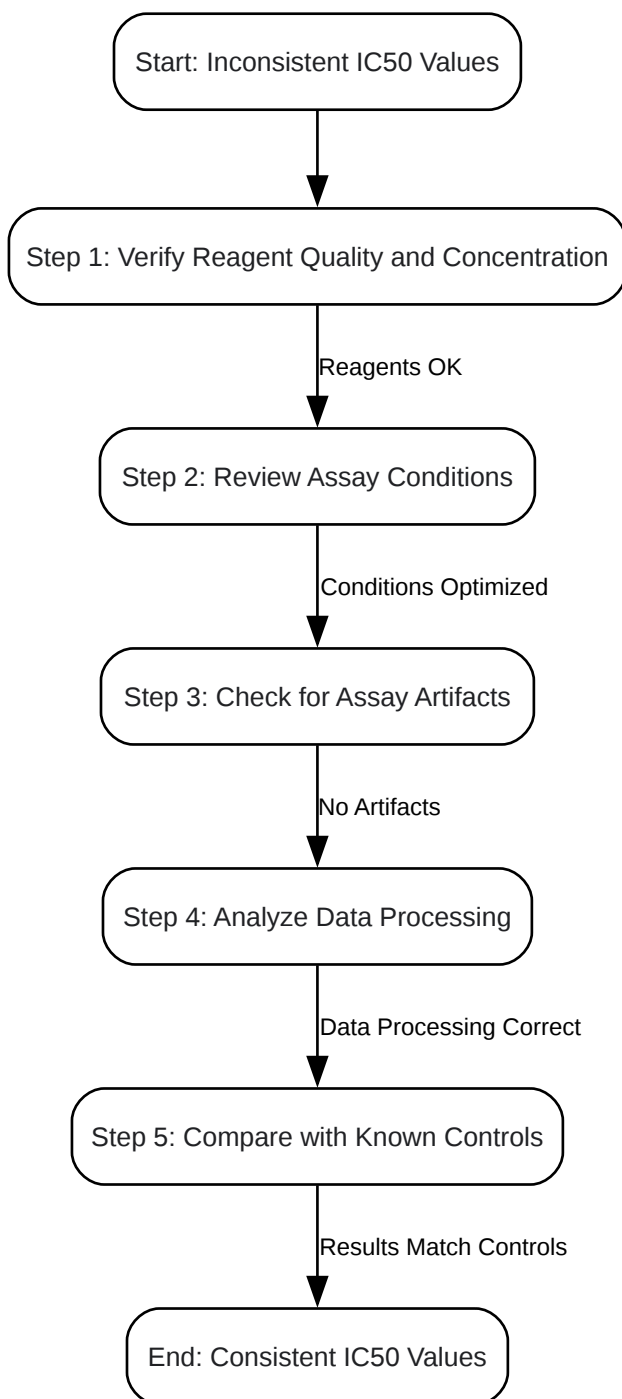 Start: Inconsistent IC50 Values
Step 1: Verify Reagent Quality and Concentration
Reagents OK
Step 2: Review Assay Conditions
Conditions Optimized
Step 3: Check for Assay Artifacts
No Artifacts
Step 4: Analyze Data Processing
Data Processing Correct
Step 5: Compare with Known Controls
Results Match Controls
End: Consistent IC50 Values